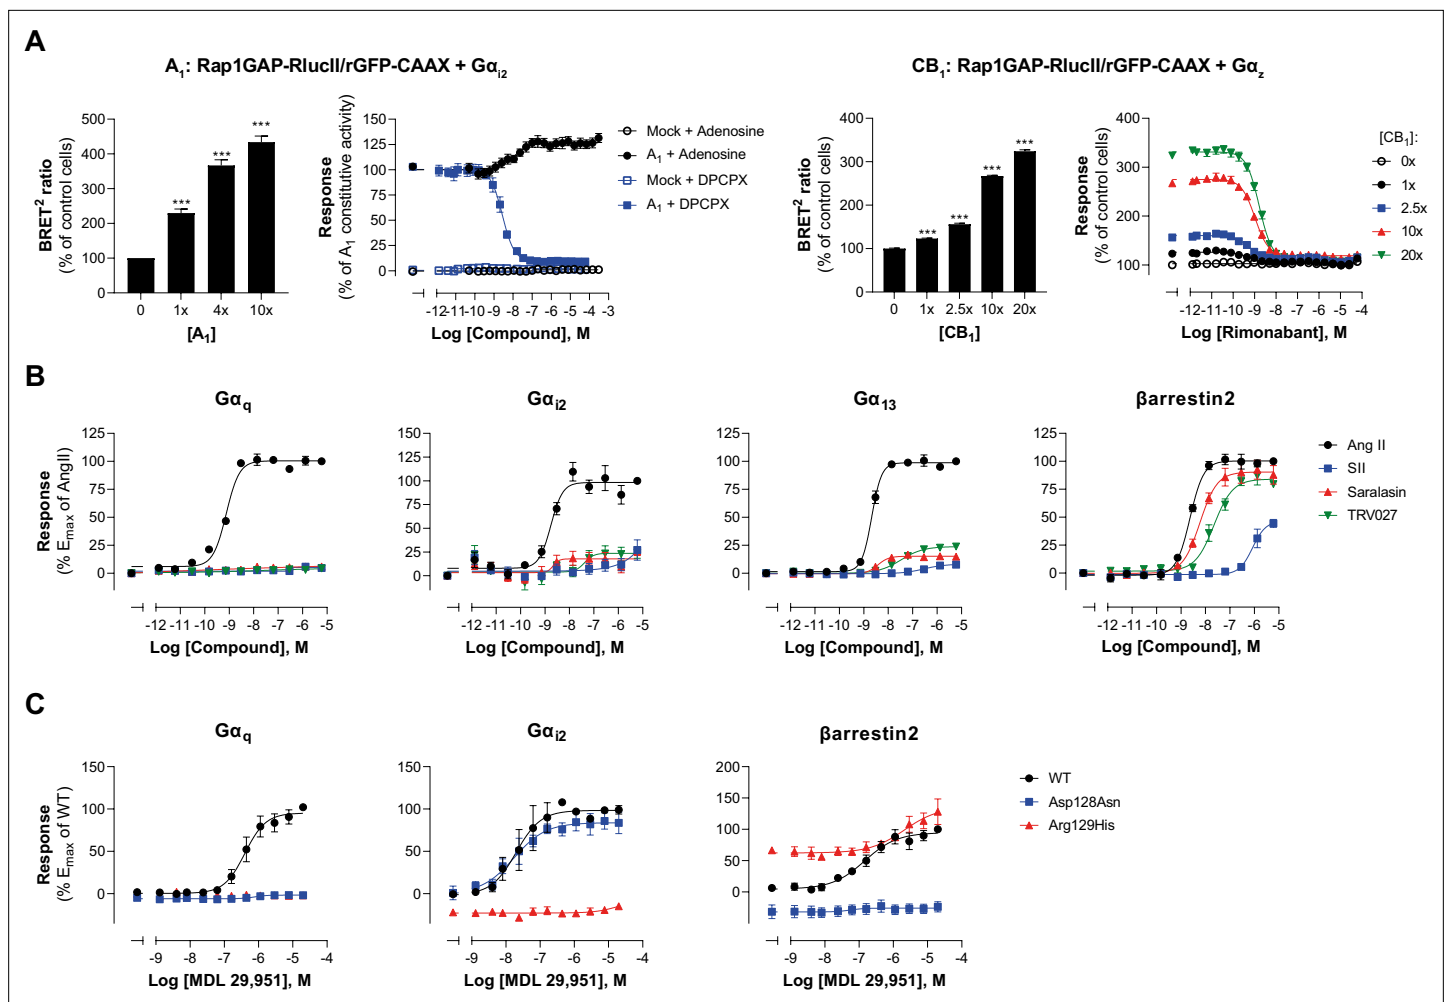 A
A₁: Rap1GAP-RlucII/rGFP-CAAX + Gαi2
BRET² ratio
(% of control cells)
500
400
300
200
100
0
***
***
***
0 1x 4x 10x
[A₁]
Response
(% of A₁ constitutive activity)
150
125
100
75
50
25
0
-12 -11 -10 -9 -8 -7 -6 -5 -4 -3
Log [Compound], M
Mock + Adenosine
A₁ + Adenosine
Mock + DPCPX
A₁ + DPCPX
CB₁: Rap1GAP-RlucII/rGFP-CAAX + Gαz
BRET² ratio
(% of control cells)
400
300
200
100
0
***
***
***
***
0 1x 2.5x 10x 20x
[CB₁]
Response
(% of control cells)
400
300
200
100
-12 -11 -10 -9 -8 -7 -6 -5 -4
Log [Rimonabant], M
[CB₁]:
0x
1x
2.5x
10x
20x
B
Gαq
Response
(% Emax of AngII)
125
100
75
50
25
0
-12 -11 -10 -9 -8 -7 -6 -5
Log [Compound], M
Gαi2
150
125
100
75
50
25
0
-12 -11 -10 -9 -8 -7 -6 -5
Log [Compound], M
Gα13
125
100
75
50
25
0
-12 -11 -10 -9 -8 -7 -6 -5
Log [Compound], M
βarrestin2
125
100
75
50
25
0
-12 -11 -10 -9 -8 -7 -6 -5
Log [Compound], M
Ang II
SII
Saralasin
TRV027
C
Gαq
Response
(% Emax of WT)
150
100
50
0
-9 -8 -7 -6 -5 -4
Log [MDL 29,951], M
Gαi2
150
100
50
0
-9 -8 -7 -6 -5 -4
Log [MDL 29,951], M
βarrestin2
200
150
100
50
0
-9 -8 -7 -6 -5 -4
Log [MDL 29,951], M
WT
Asp128Asn
Arg129His